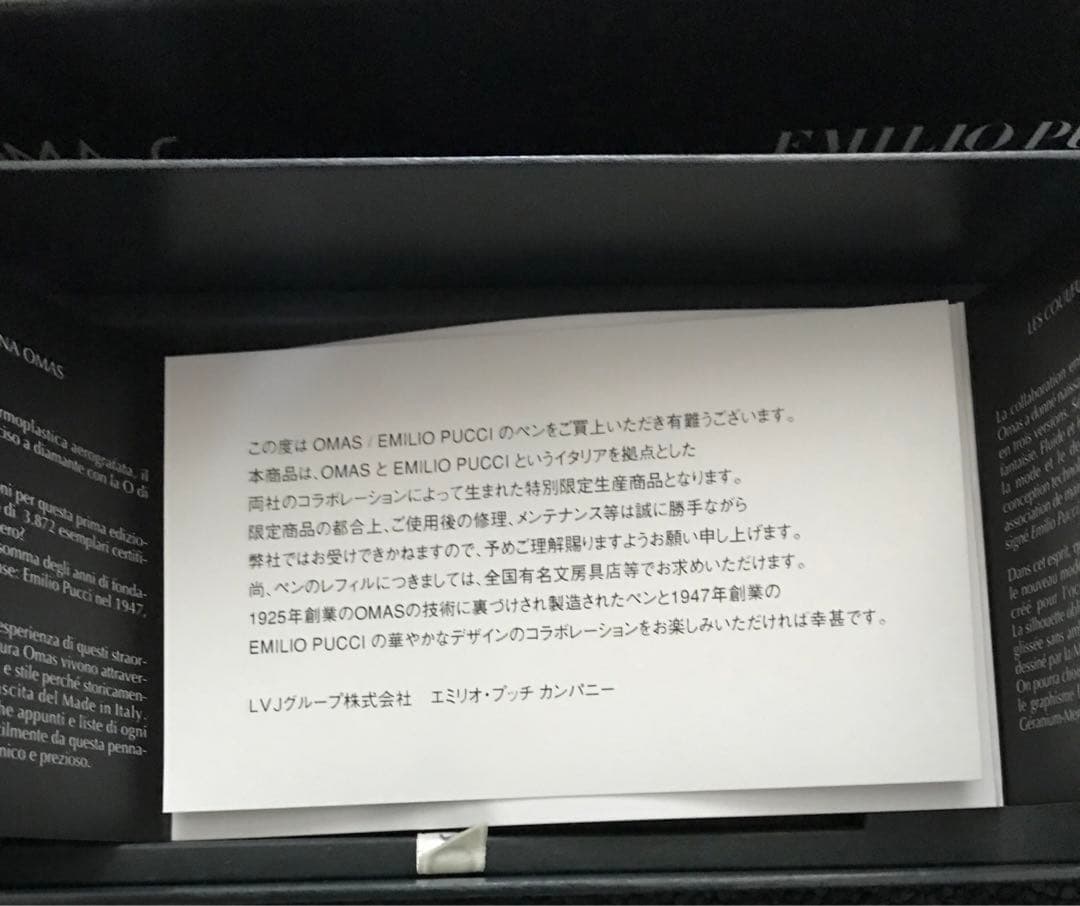 EMILIO
NA OMAS
rmoplastica aerografata, il
iso a diamante con la O di
ni per questa prima edizio-
di 3.872 esemplari certifi-
ero?
somma degli anni di fonda-
se: Emilio Pucci nel 1947,
esperienza di questi straor-
ura Omas vivono attraver-
e stile perché storicamen-
ascita del Made in Italy.
he appunti e liste di ogni
ilmente da questa penna-
nico e prezioso.
この度は OMAS / EMILIO PUCCI のペンをご買上いただき有難うございます。
本商品は、OMAS と EMILIO PUCCI というイタリアを拠点とした
両社のコラボレーションによって生まれた特別限定生産商品となります。
限定商品の都合上、ご使用後の修理、メンテナンス等は誠に勝手ながら
弊社ではお受けできかねますので、予めご理解賜りますようお願い申し上げます。
尚、ペンのレフィルにつきましては、全国有名文房具店等でお求めいただけます。
1925年創業のOMASの技術に裏づけされ製造されたペンと1947年創業の
EMILIO PUCCI の華やかなデザインのコラボレーションをお楽しみいただければ幸甚です。
LVJグループ株式会社 エミリオ・プッチ カンパニー
LES COULEU
La collaboration en
Omas a donné naiss
en trois versions. S
fantaisie. Fluide et
la mode et le de
conception techn
association de ma
signé Emilio Pucc
Dans cet esprit,
le nouveau mod
créé pour l'oc
La silhouette
glissée sans
dessiné par
On pourra choi
le graphisme
Géranium-Me